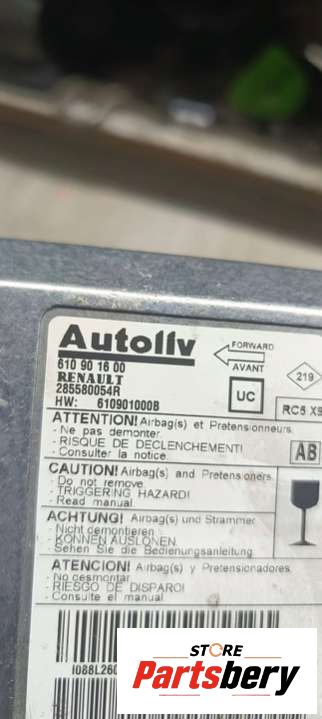 Autoliv
610 90 16 00
RENAULT
285580054R
HW: 610901000B
FORWARD
AVANT
UC
219
RC5 X9
ATTENTION! Airbag(s) et Pretensionneurs.
- Ne pas demonter.
- RISQUE DE DECLENCHEMENT!
- Consulter la notice.
AB
CAUTION! Airbag(s) and Pretensioners.
- Do not remove
- TRIGGERING HAZARD!
- Read manual.
ACHTUNG! Airbag(s) und Strammer
- Nicht demontieren.
- KONNEN AUSLONEN.
- Sehen Sie die Bedienungsanleitung
ATENCION! Airbag(s) y Pretensionadores.
- No desmontar
- RIESGO DE DISPARO!
- Consulte el manual.
I088L260
STORE
Partsbery